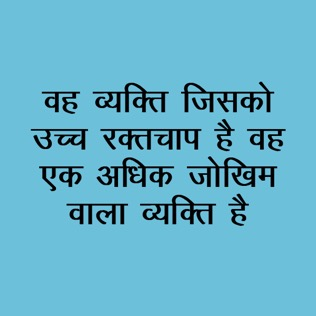 वह व्यक्ति जिसको
उच्च रक्तचाप है वह
एक अधिक जोखिम
वाला व्यक्ति है